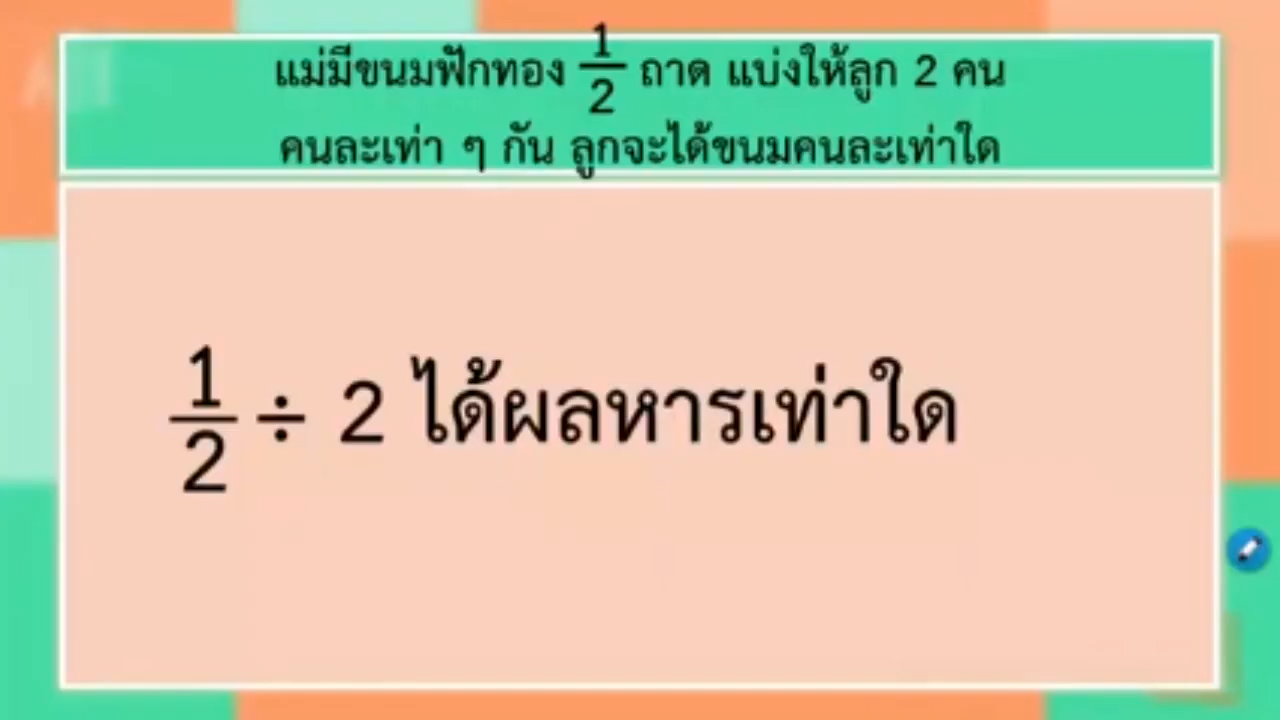 แม่มีขนมฟักทอง 1/2 ถาด แบ่งให้ลูก 2 คน
คนละเท่า ๆ กัน ลูกจะได้ขนมคนละเท่าใด
1/2 ÷ 2 ได้ผลหารเท่าใด